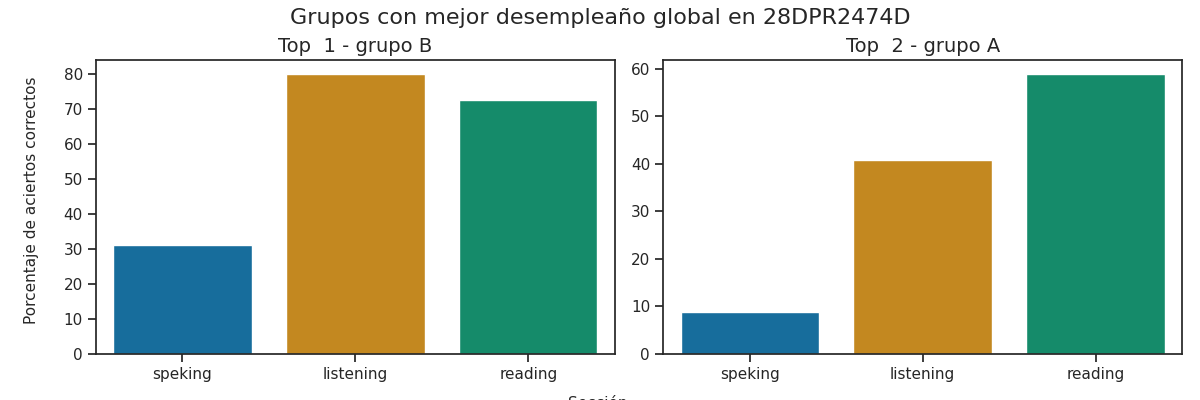 Grupos con mejor desempleaño global en 28DPR2474D
Top  1 - grupo B
Top  2 - grupo A
Porcentaje de aciertos correctos
80
70
60
50
40
30
20
10
0
speking
listening
reading
60
50
40
30
20
10
0
speking
listening
reading
Sección